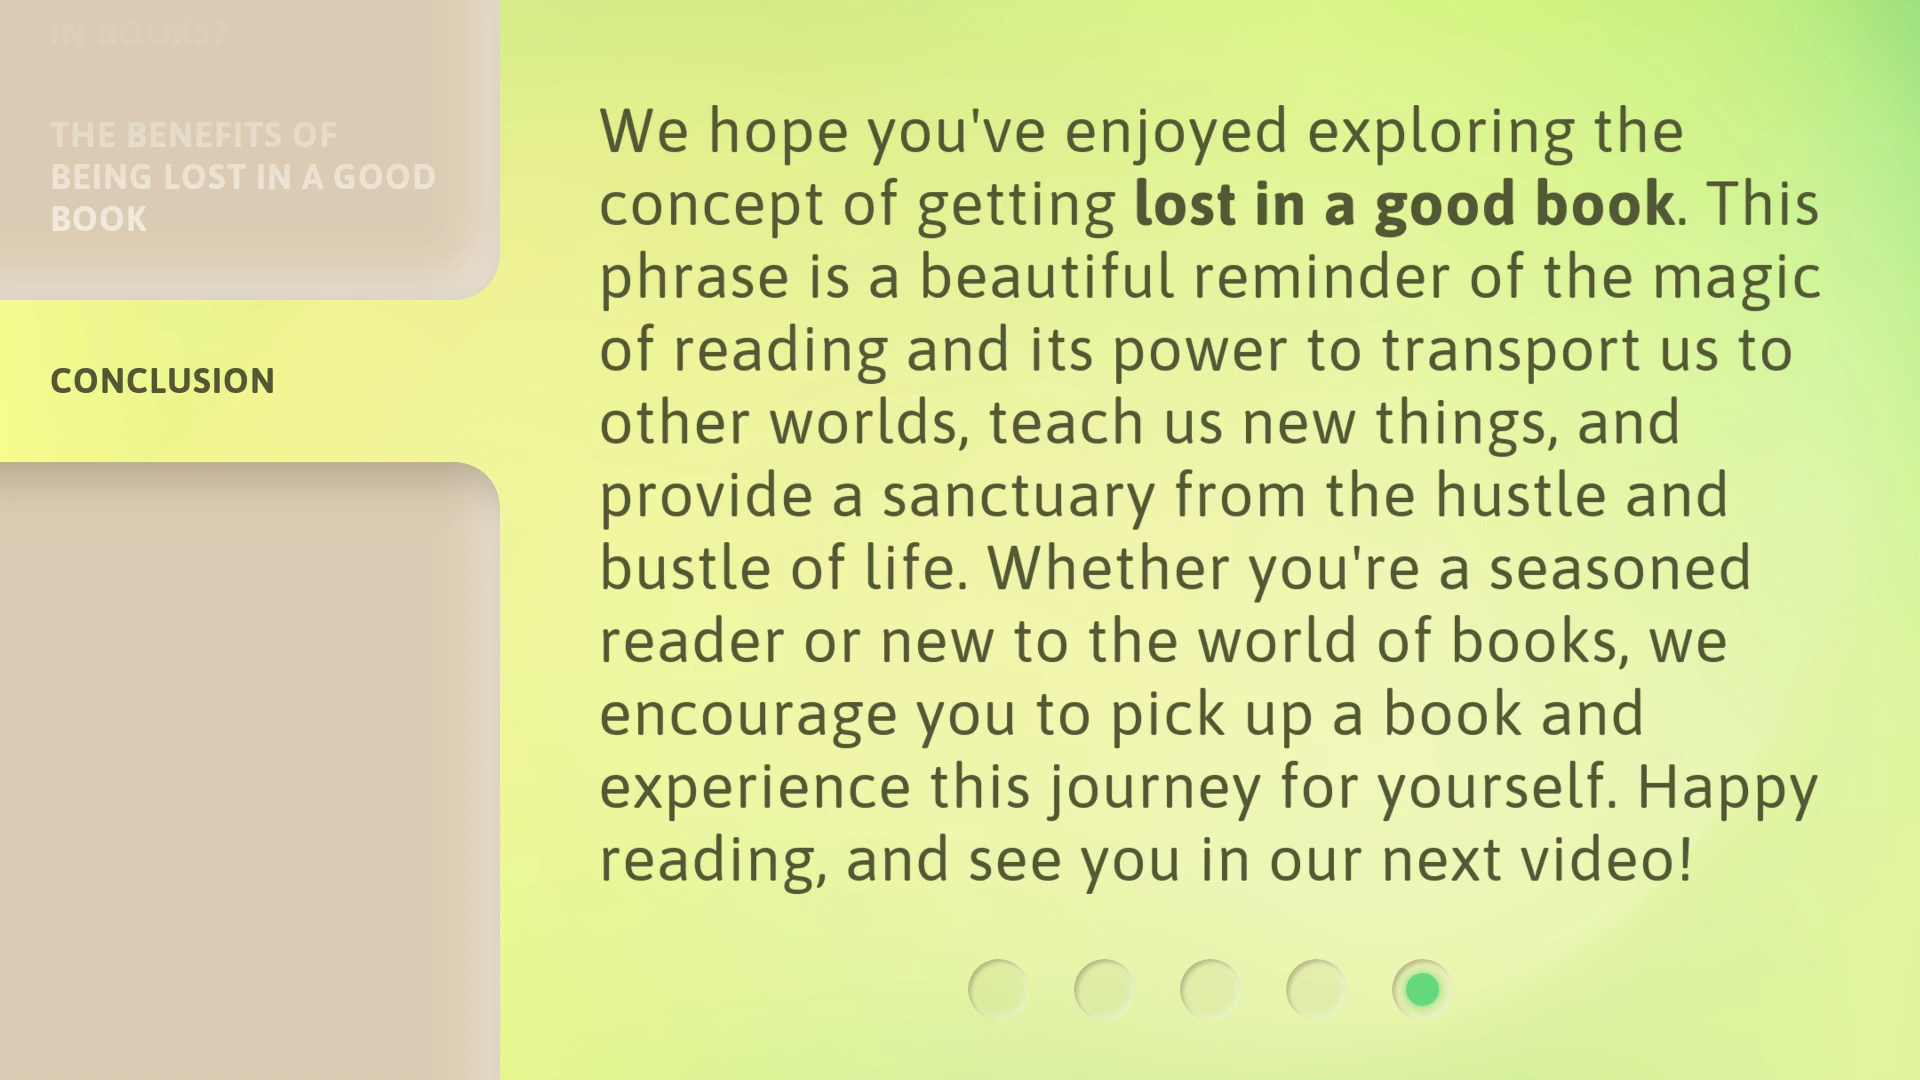 IN BOOKS?
THE BENEFITS OF
BEING LOST IN A GOOD
BOOK
CONCLUSION
We hope you've enjoyed exploring the
concept of getting lost in a good book. This
phrase is a beautiful reminder of the magic
of reading and its power to transport us to
other worlds, teach us new things, and
provide a sanctuary from the hustle and
bustle of life. Whether you're a seasoned
reader or new to the world of books, we
encourage you to pick up a book and
experience this journey for yourself. Happy
reading, and see you in our next video!